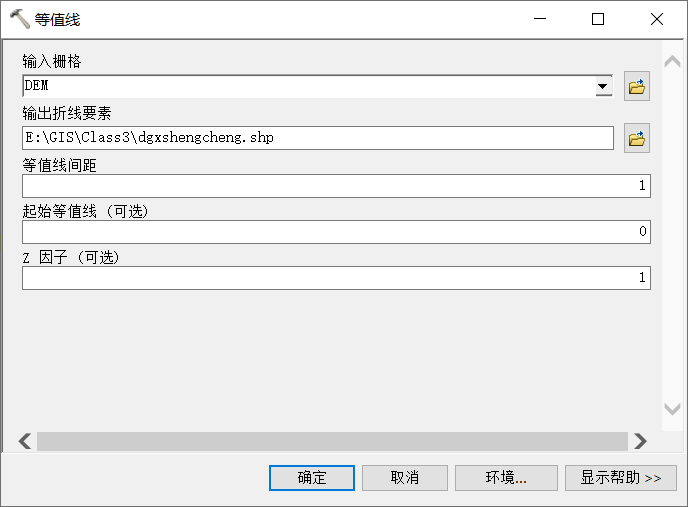 等值线
输入栅格
DEM
输出折线要素
E:\GIS\Class3\dgxshengcheng.shp
等值线间距
1
起始等值线 (可选)
0
Z 因子 (可选)
1
确定 取消 环境... 显示帮助 >>